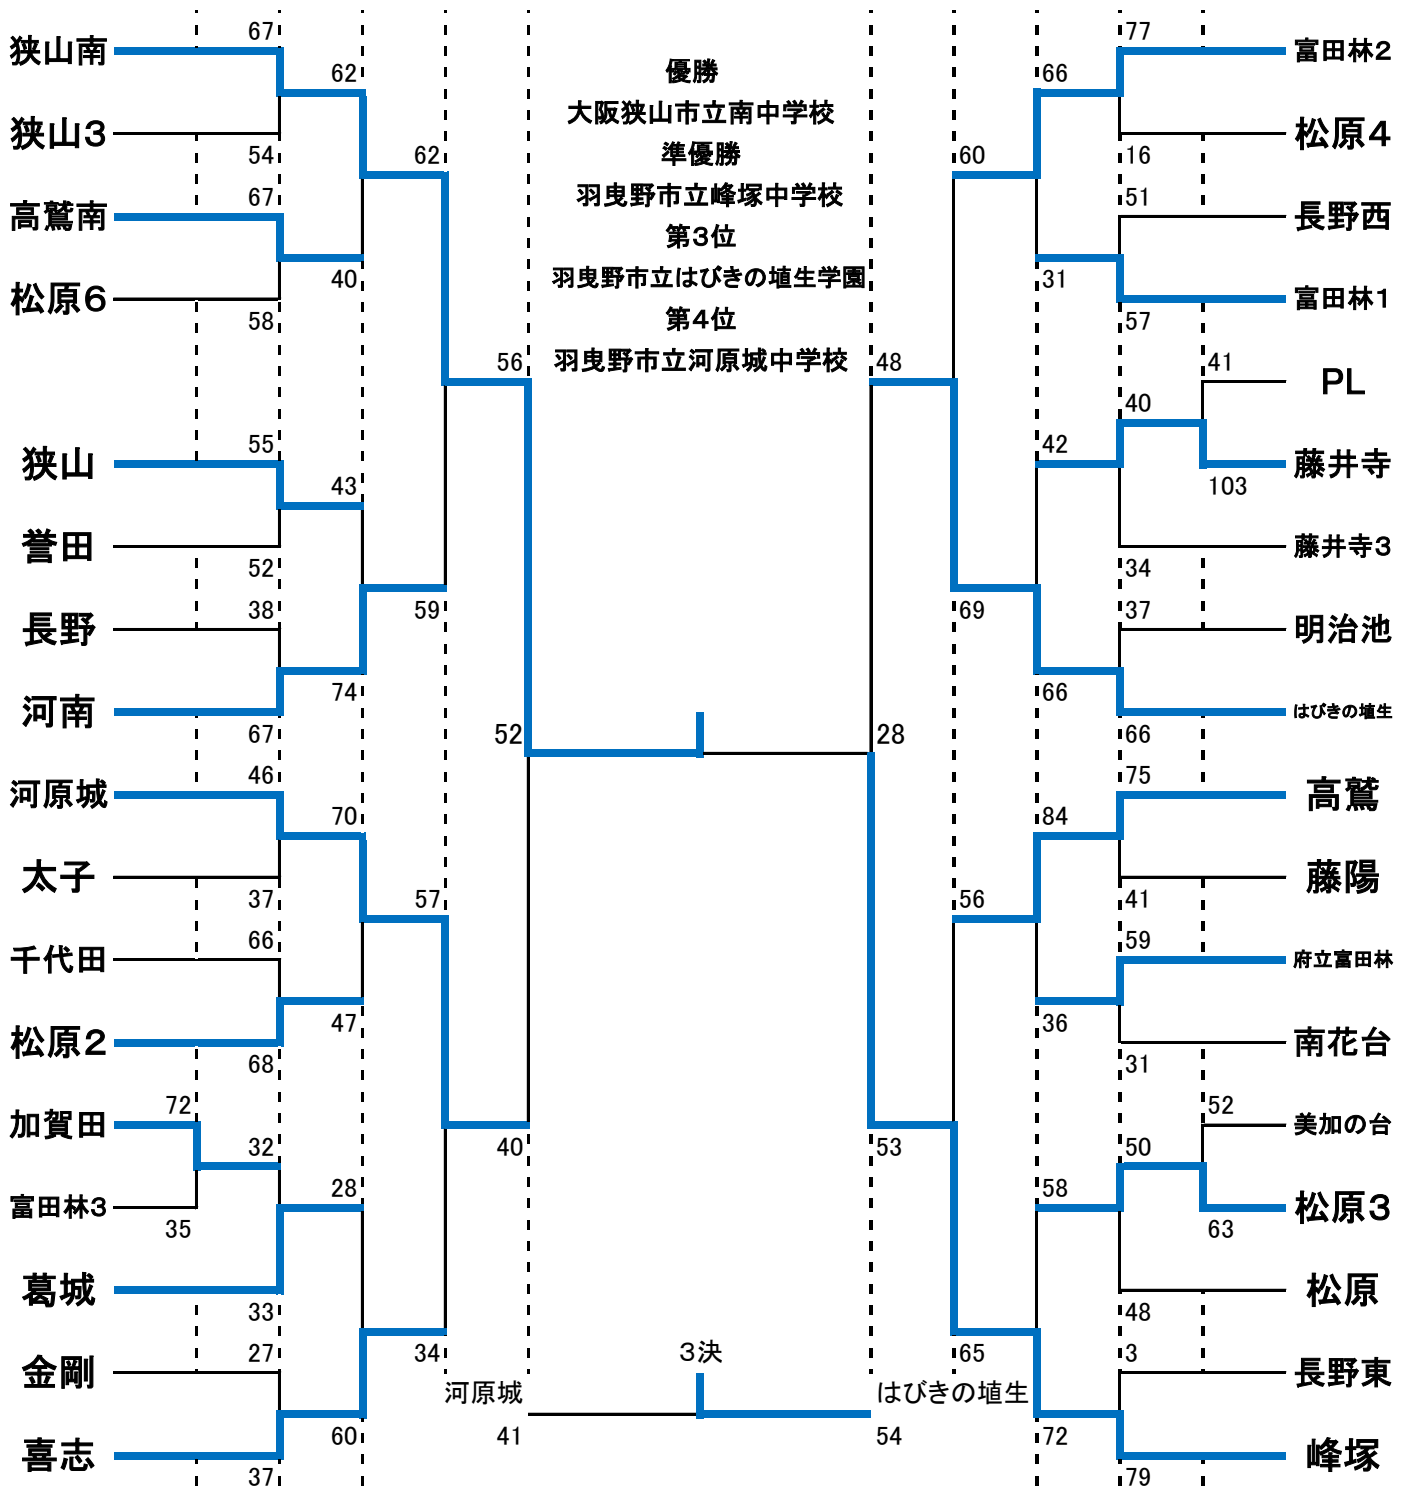 67
狭山南
62
狭山3
54
62
67
高鷲南
40
松原6
58
56
55
狭山
43
誉田
52
38
長野
59
74
河南
67
52
46
河原城
70
太子
37
57
66
千代田
47
松原2
68
72
加賀田
32
40
28
富田林3
35
葛城
33
27
34
金剛
60
喜志
37
優勝
大阪狭山市立南中学校
準優勝
羽曳野市立峰塚中学校
第3位
羽曳野市立はびきの埴生学園
第4位
羽曳野市立河原城中学校
3決
河原城
はびきの埴生
41
54
77
富田林2
66
松原4
16
60
51
長野西
31
富田林1
57
48
41
PL
40
42
藤井寺
103
藤井寺3
34
37
明治池
69
66
はびきの埴生
66
28
75
高鷲
84
藤陽
41
56
59
府立富田林
36
南花台
31
52
美加の台
50
53
58
松原3
63
松原
48
3
65
長野東
72
峰塚
79